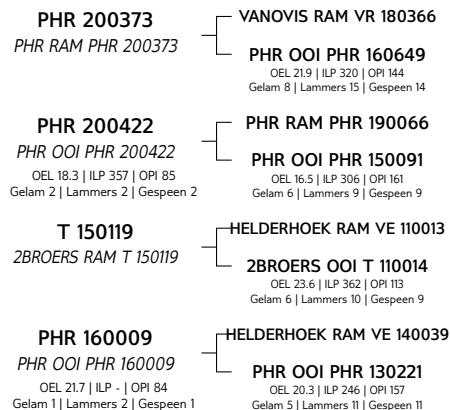 PHR 200373
PHR RAM PHR 200373
VANOVIS RAM VR 180366
PHR OOI PHR 160649
OEL 21.9 | ILP 320 | OPI 144
Gelam 8 | Lammers 15 | Gespeen 14
PHR 200422
PHR OOI PHR 200422
OEL 18.3 | ILP 357 | OPI 85
Gelam 2 | Lammers 2 | Gespeen 2
PHR RAM PHR 190066
PHR OOI PHR 150091
OEL 16.5 | ILP 306 | OPI 161
Gelam 6 | Lammers 9 | Gespeen 9
T 150119
2BROERS RAM T 150119
HELDERHOEK RAM VE 110013
2BROERS OOI T 110014
OEL 23.6 | ILP 362 | OPI 113
Gelam 6 | Lammers 10 | Gespeen 9
PHR 160009
PHR OOI PHR 160009
OEL 21.7 | ILP - | OPI 84
Gelam 1 | Lammers 2 | Gespeen 1
HELDERHOEK RAM VE 140039
PHR OOI PHR 130221
OEL 20.3 | ILP 246 | OPI 157
Gelam 5 | Lammers 11 | Gespeen 11